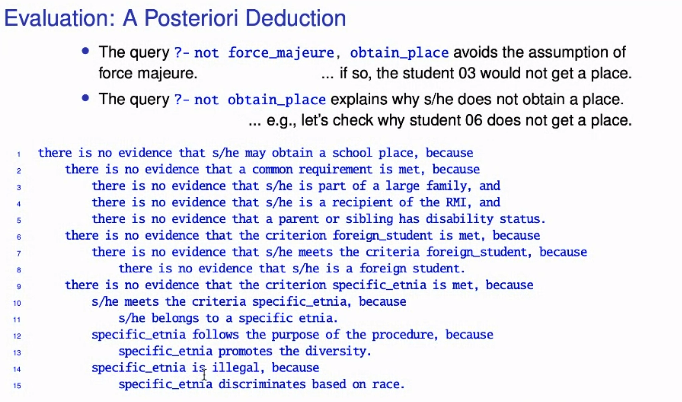 Evaluation: A Posteriori Deduction
• The query ?- not force_majeure, obtain_place avoids the assumption of
force majeure. ... if so, the student 03 would not get a place.
• The query ?- not obtain_place explains why s/he does not obtain a place.
... e.g., let's check why student 06 does not get a place.
1 there is no evidence that s/he may obtain a school place, because
2 there is no evidence that a common requirement is met, because
3 there is no evidence that s/he is part of a large family, and
4 there is no evidence that s/he is a recipient of the RMI, and
5 there is no evidence that a parent or sibling has disability status.
6 there is no evidence that the criterion foreign_student is met, because
7 there is no evidence that s/he meets the criteria foreign_student, because
8 there is no evidence that s/he is a foreign student.
9 there is no evidence that the criterion specific_etnia is met, because
10 s/he meets the criteria specific_etnia, because
11 s/he belongs to a specific etnia.
12 specific_etnia follows the purpose of the procedure, because
13 specific_etnia promotes the diversity.
14 specific_etnia is illegal, because
15 specific_etnia discriminates based on race.